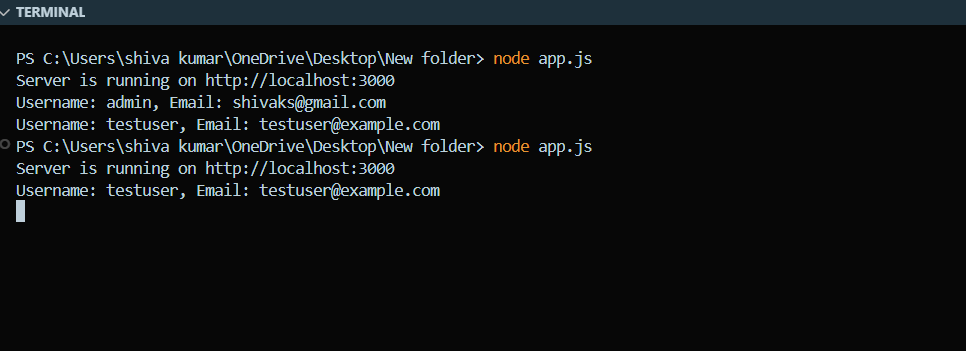 TERMINAL
PS C:\Users\shiva kumar\OneDrive\Desktop\New folder> node app.js
Server is running on http://localhost:3000
Username: admin, Email: shivaks@gmail.com
Username: testuser, Email: testuser@example.com
PS C:\Users\shiva kumar\OneDrive\Desktop\New folder> node app.js
Server is running on http://localhost:3000
Username: testuser, Email: testuser@example.com